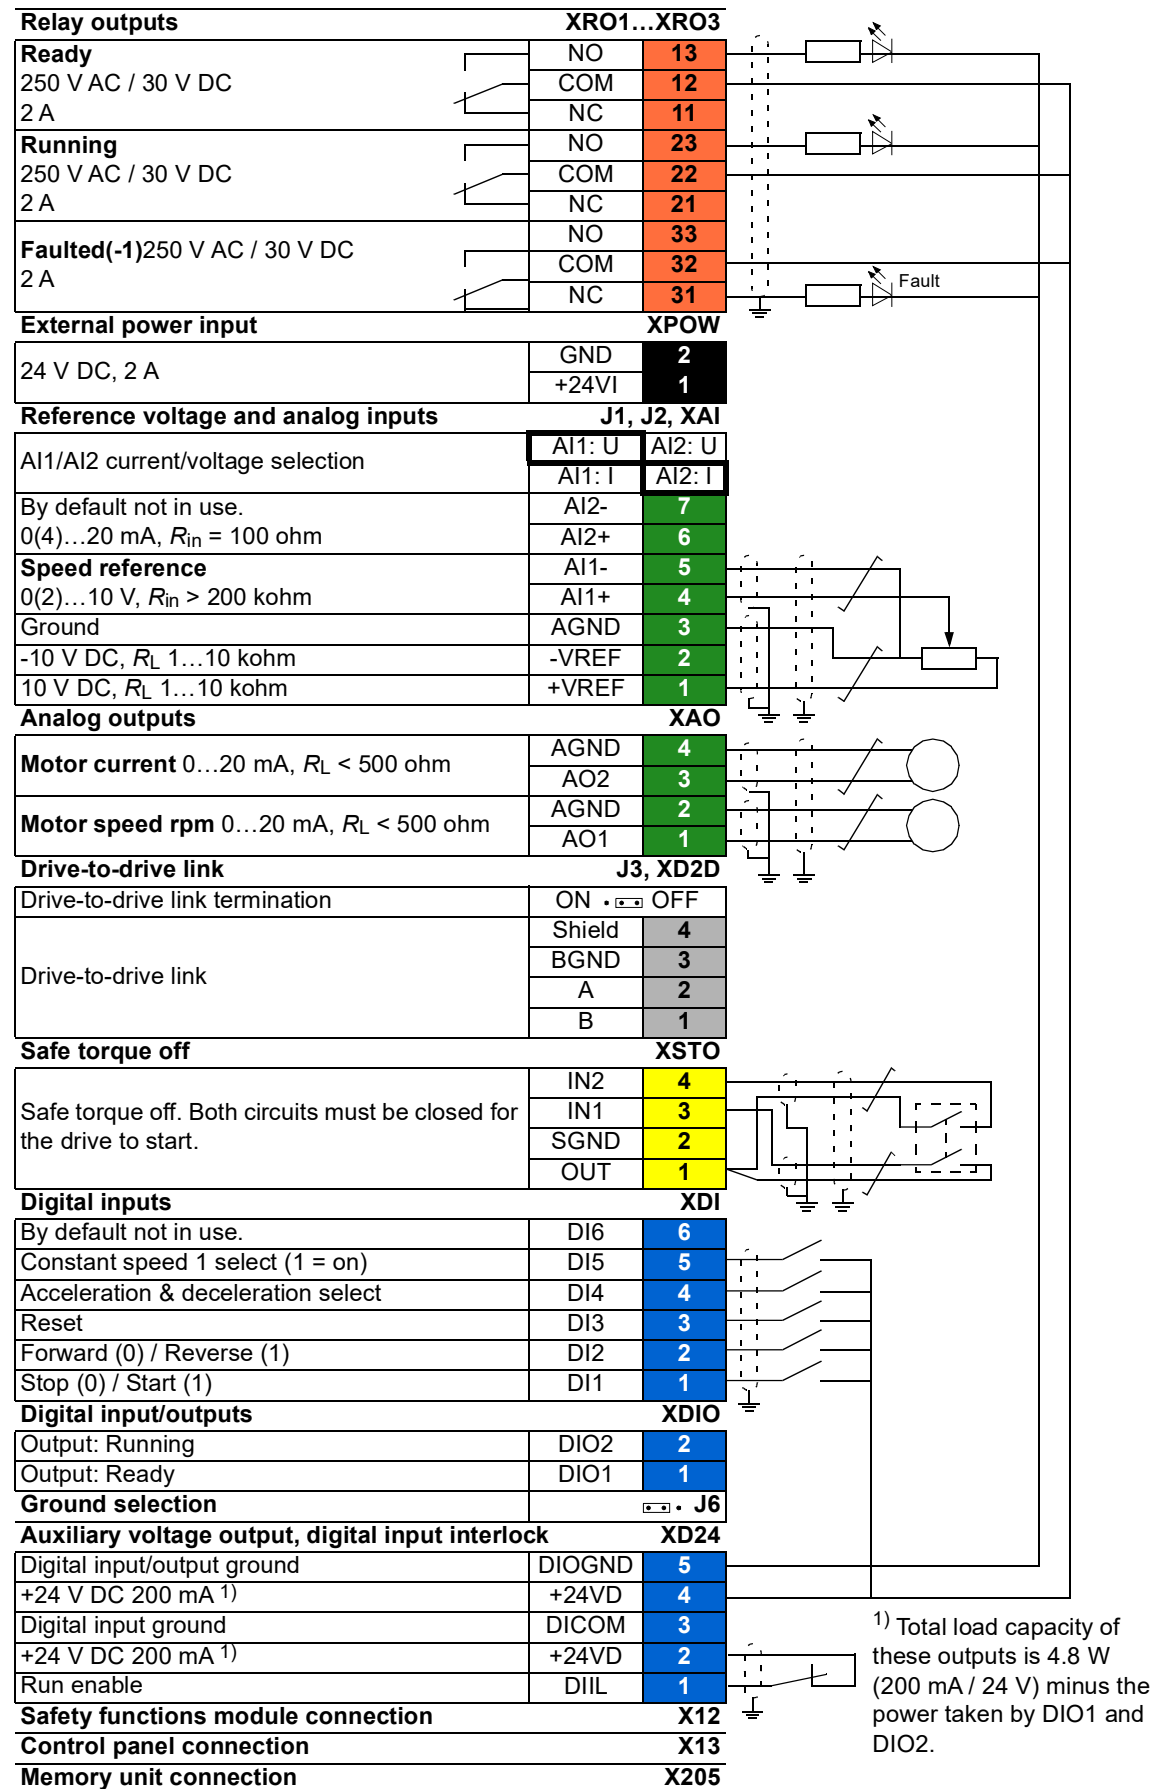 Relay outputs XRO1…XRO3
Ready NO 13
250 V AC / 30 V DC COM 12
2 A NC 11
Running NO 23
250 V AC / 30 V DC COM 22
2 A NC 21
NO 33
Faulted(-1)250 V AC / 30 V DC COM 32
2 A NC 31
Fault
External power input XPOW
24 V DC, 2 A GND 2
+24VI 1
Reference voltage and analog inputs J1, J2, XAI
AI1/AI2 current/voltage selection AI1: U AI2: U
AI1: I AI2: I
By default not in use. AI2- 7
0(4)…20 mA, Rin = 100 ohm AI2+ 6
Speed reference AI1- 5
0(2)…10 V, Rin > 200 kohm AI1+ 4
Ground AGND 3
-10 V DC, RL 1…10 kohm -VREF 2
10 V DC, RL 1…10 kohm +VREF 1
Analog outputs XAO
Motor current 0…20 mA, RL < 500 ohm AGND 4
AO2 3
Motor speed rpm 0…20 mA, RL < 500 ohm AGND 2
AO1 1
Drive-to-drive link J3, XD2D
Drive-to-drive link termination ON OFF
Drive-to-drive link Shield 4
BGND 3
A 2
B 1
Safe torque off XSTO
IN2 4
Safe torque off. Both circuits must be closed for IN1 3
the drive to start. SGND 2
OUT 1
Digital inputs XDI
By default not in use. DI6 6
Constant speed 1 select (1 = on) DI5 5
Acceleration & deceleration select DI4 4
Reset DI3 3
Forward (0) / Reverse (1) DI2 2
Stop (0) / Start (1) DI1 1
Digital input/outputs XDIO
Output: Running DIO2 2
Output: Ready DIO1 1
Ground selection J6
Auxiliary voltage output, digital input interlock XD24
Digital input/output ground DIOGND 5
+24 V DC 200 mA 1) +24VD 4
Digital input ground DICOM 3
+24 V DC 200 mA 1) +24VD 2
Run enable DIIL 1
Safety functions module connection X12
Control panel connection X13
Memory unit connection X205
1) Total load capacity of
these outputs is 4.8 W
(200 mA / 24 V) minus the
power taken by DIO1 and
DIO2.